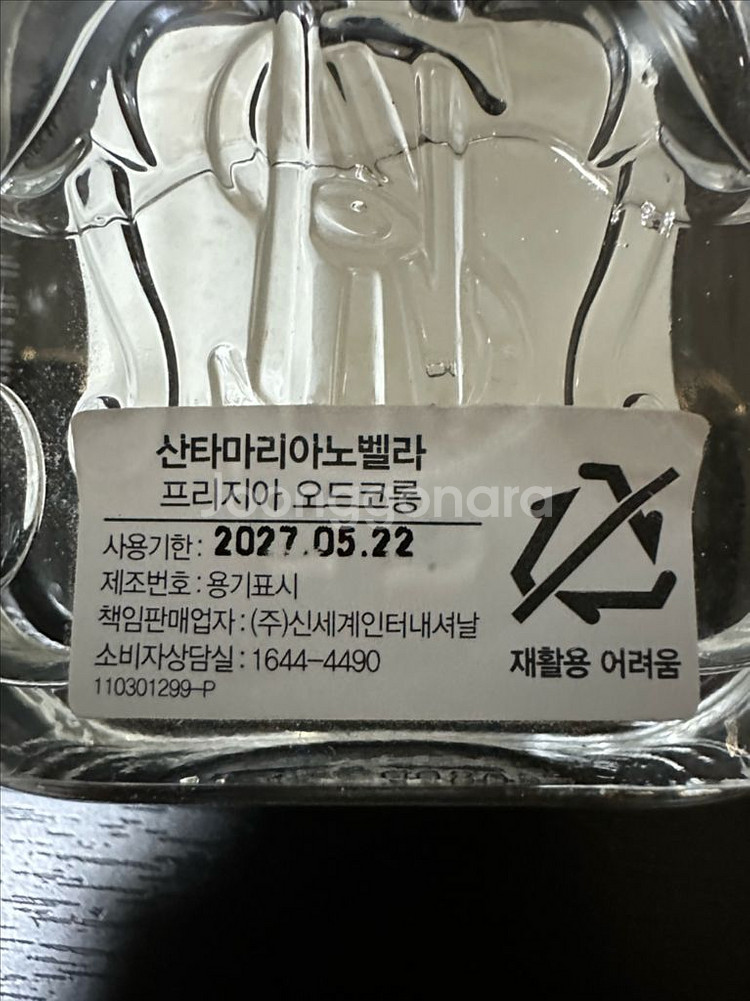 산타마리아노벨라
프리지아 오드코롱
사용기한: 2027.05.22
제조번호:용기표시
책임판매업자:(주)신세계인터내셔날
소비자상담실:1644-4490
110301299-P
재활용 어려움
Joonggonara